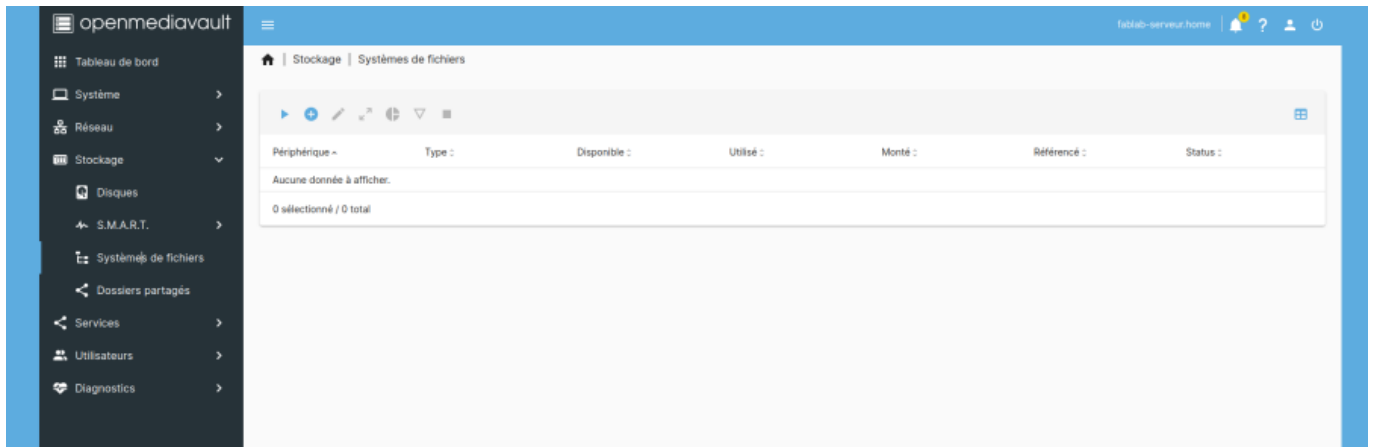 openmediavault
fablab-serveur.home
Tableau de bord
Stockage | Systèmes de fichiers
Système
Réseau
Stockage
Périphérique Type Disponible Utilisé Monté Référencé Status
Aucune donnée à afficher.
Disques
0 sélectionné / 0 total
S.M.A.R.T.
Systèmes de fichiers
Dossiers partagés
Services
Utilisateurs
Diagnostics